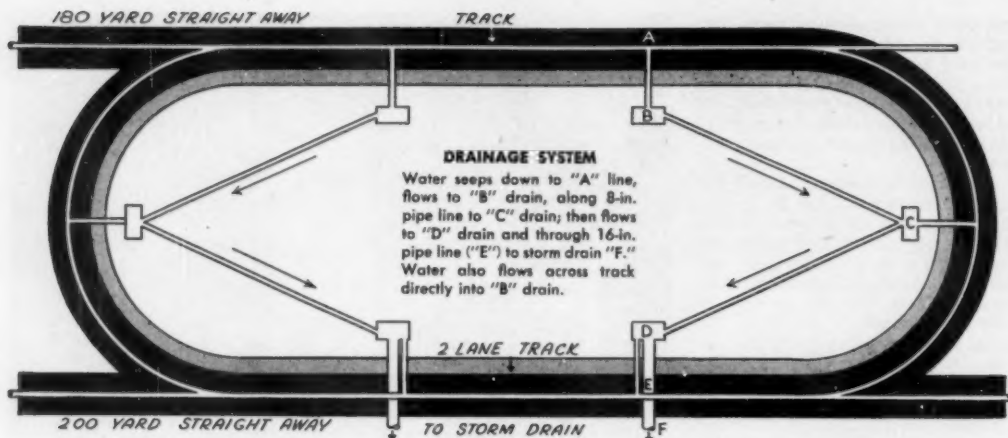 180 YARD STRAIGHT AWAY
TRACK
A
B
DRAINAGE SYSTEM
Water seeps down to "A" line,
flows to "B" drain, along 8-in.
pipe line to "C" drain; then flows
to "D" drain and through 16-in.
pipe line ("E") to storm drain "F."
Water also flows across track
directly into "B" drain.
C
D
2 LANE TRACK
E
200 YARD STRAIGHT AWAY
TO STORM DRAIN
F